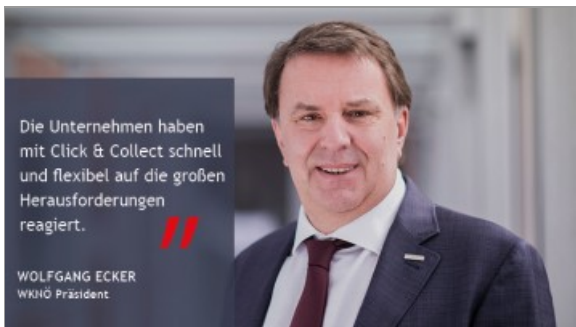 Die Unternehmen haben
mit Click & Collect schnell
und flexibel auf die großen
Herausforderungen
reagiert.
"
WOLFGANG ECKER
WKNÖ Präsident